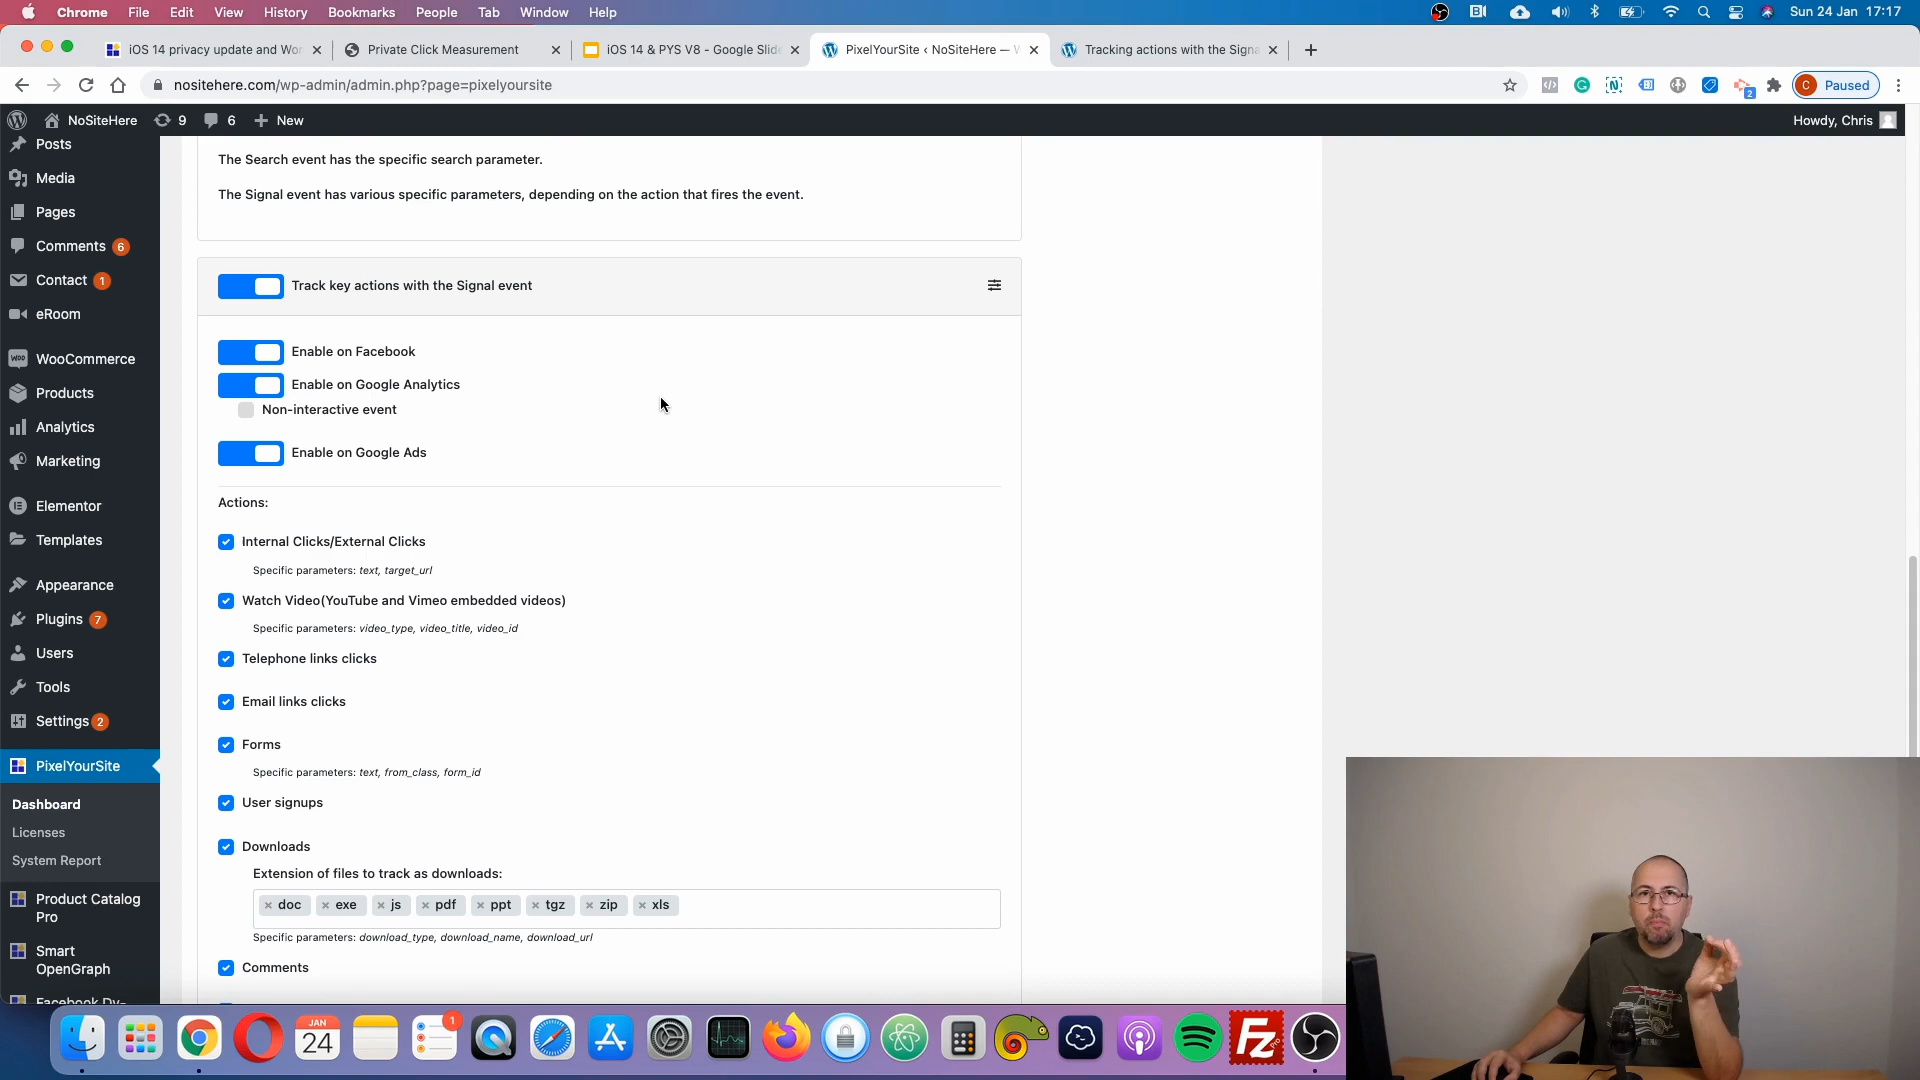 Chrome File Edit View History Bookmarks People Tab Window Help
Sun 24 Jan 17:17
iOS 14 privacy update and Wor
Private Click Measurement
iOS 14 & PYS V8 - Google Slide
PixelYourSite ‹ NoSiteHere — W
Tracking actions with the Signa
nositehere.com/wp-admin/admin.php?page=pixelyoursite
2
C Paused
NoSiteHere 9 6 New
Howdy, Chris
Posts
Media
Pages
Comments 6
Contact 1
eRoom
WooCommerce
Products
Analytics
Marketing
Elementor
Templates
Appearance
Plugins 7
Users
Tools
Settings 2
PixelYourSite
Dashboard
Licenses
System Report
Product Catalog
Pro
Smart
OpenGraph
Facebook Dy-
The Search event has the specific search parameter.
The Signal event has various specific parameters, depending on the action that fires the event.
Track key actions with the Signal event
Enable on Facebook
Enable on Google Analytics
Non-interactive event
Enable on Google Ads
Actions:
Internal Clicks/External Clicks
Specific parameters: text, target_url
Watch Video(YouTube and Vimeo embedded videos)
Specific parameters: video_type, video_title, video_id
Telephone links clicks
Email links clicks
Forms
Specific parameters: text, from_class, form_id
User signups
Downloads
Extension of files to track as downloads:
× doc × exe × js × pdf × ppt × tgz × zip × xls
Specific parameters: download_type, download_name, download_url
Comments
JAN
24
1
Fz
Pro